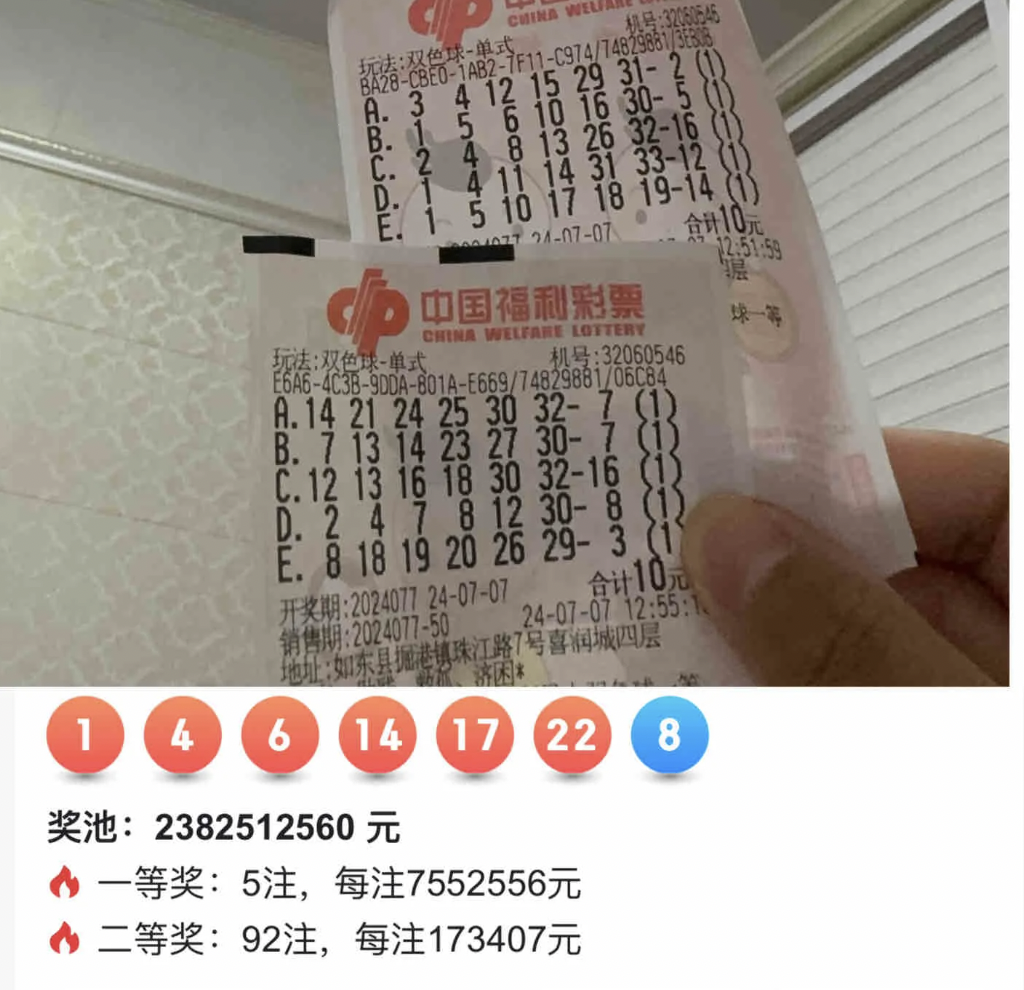 CHINA WELFARE LO
机号:32060546
玩法:双色球-单式
BA28-CBE0-1AB2-7F11-C974/74829881/3EB0B
A. 3 4 12 15 29 31- 2 (1)
B. 1 5 6 10 16 30- 5 (1)
C. 2 4 8 13 26 32-16 (1)
D. 1 4 11 14 31 33-12 (1)
E. 1 5 10 17 18 19-14 (1)
合计10元
2024077 24-07-07
12:51:59
层
球一等
中国福利彩票
CHINA WELFARE LOTTERY
玩法:双色球-单式 机号:32060546
E6A6-4C3B-9DDA-801A-E669/74829881/06C84
A.14 21 24 25 30 32- 7 (1)
B. 7 13 14 23 27 30- 7 (1)
C.12 13 16 18 30 32-16 (1)
D. 2 4 7 8 12 30- 8 (1)
E. 8 18 19 20 26 29- 3 (1
合计10元
开奖期:2024077 24-07-07
销售期:2024077-50 24-07-07 12:55:1
地址:如东县掘港镇珠江路7号喜润城四层
济困*
1 4 6 14 17 22 8
奖池：2382512560 元
一等奖：5注，每注7552556元
二等奖：92注，每注173407元